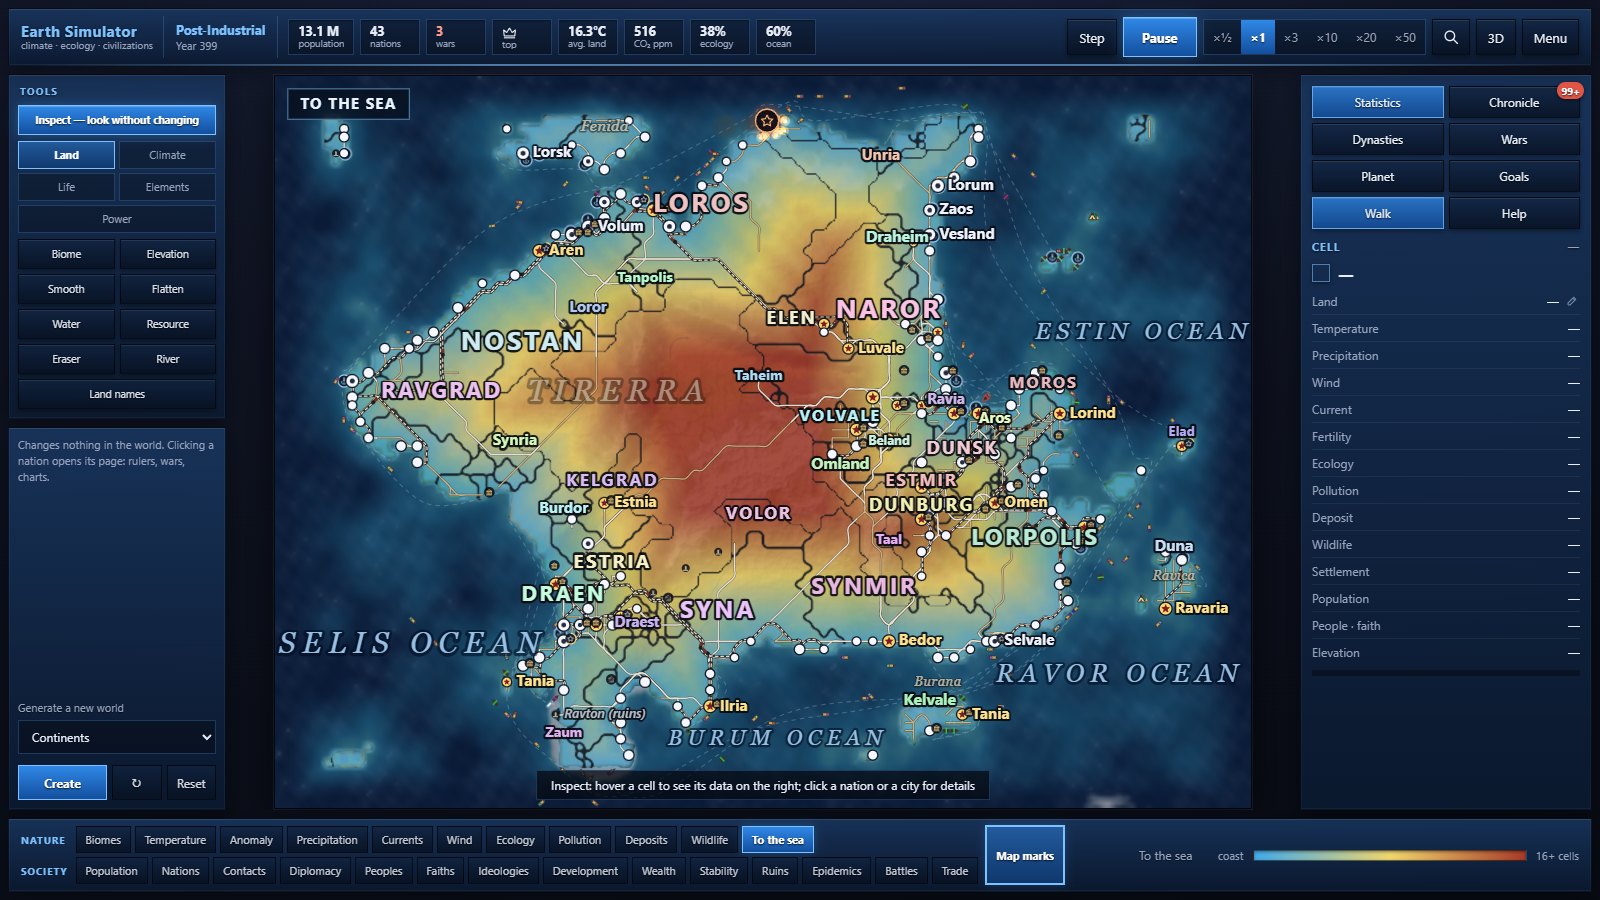 Earth Simulator
climate · ecology · civilizations
Post-Industrial
Year 399
13.1 M
population
43
nations
3
wars
top
16.3°C
avg. land
516
CO₂ ppm
38%
ecology
60%
ocean
Step
Pause
×½
×1
×3
×10
×20
×50
3D
Menu
TOOLS
Inspect — look without changing
Land
Climate
Life
Elements
Power
Biome
Elevation
Smooth
Flatten
Water
Resource
Eraser
River
Land names
Changes nothing in the world. Clicking a
nation opens its page: rulers, wars,
charts.
Generate a new world
Continents
Create
↻
Reset
TO THE SEA
Fenida
Lorsk
Unria
Lorum
LOROS
Zaos
Volum
Draheim
Vesland
Aren
Tanpolis
Loror
NAROR
ELEN
ESTIN OCEAN
NOSTAN
Luvale
Taheim
MOROS
RAVGRAD
TIRERRA
Ravia
VOLVALE
Aros
Lorind
Elad
Synria
Beland
DUNSK
Omland
KELGRAD
ESTMIR
Estnia
DUNBURG
Omen
Burdor
VOLOR
Taal
LORPOLIS
Duna
ESTRIA
Ravica
DRAEN
SYNMIR
SYNA
Ravaria
Draest
SELIS OCEAN
Bedor
Selvale
RAVOR OCEAN
Tania
Burana
Kelvale
Ravton (ruins)
Ilria
Tania
Zaum
BURUM OCEAN
Inspect: hover a cell to see its data on the right; click a nation or a city for details
Statistics
Chronicle
99+
Dynasties
Wars
Planet
Goals
Walk
Help
CELL
—
—
Land —
Temperature —
Precipitation —
Wind —
Current —
Fertility —
Ecology —
Pollution —
Deposit —
Wildlife —
Settlement —
Population —
People · faith —
Elevation —
NATURE
Biomes
Temperature
Anomaly
Precipitation
Currents
Wind
Ecology
Pollution
Deposits
Wildlife
To the sea
SOCIETY
Population
Nations
Contacts
Diplomacy
Peoples
Faiths
Ideologies
Development
Wealth
Stability
Ruins
Epidemics
Battles
Trade
Map marks
To the sea
coast
16+ cells